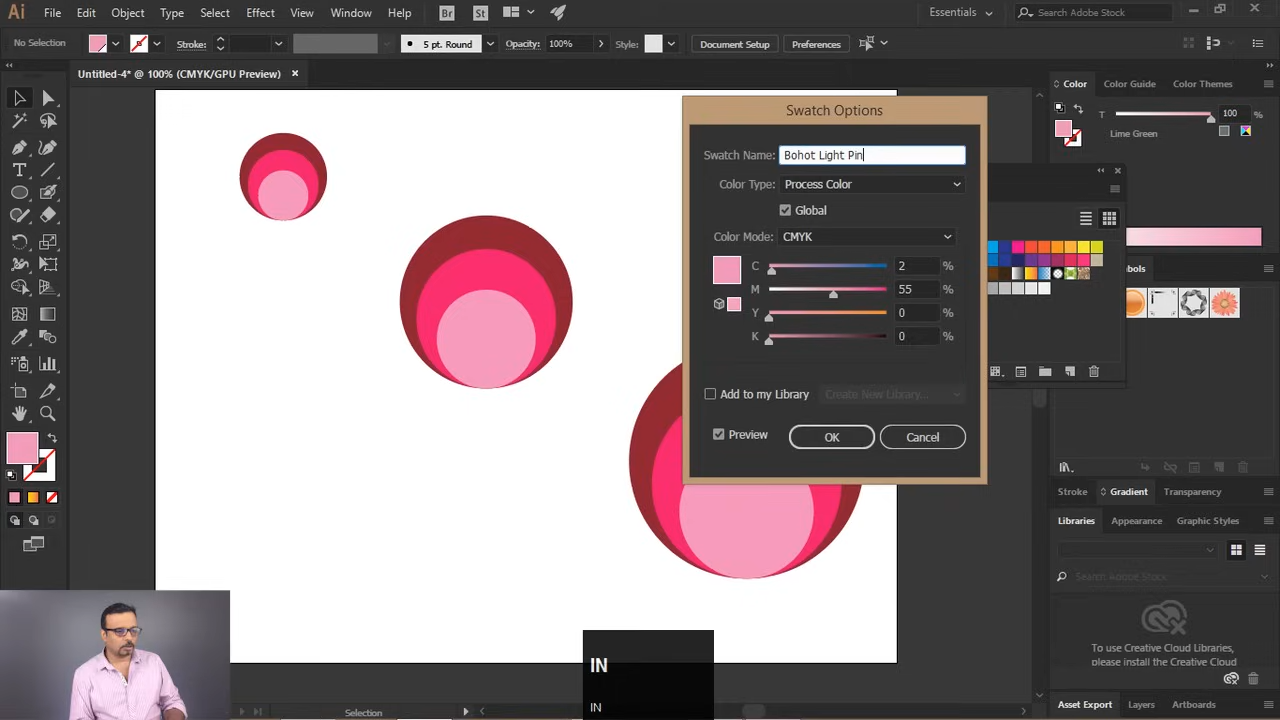 Ai File Edit Object Type Select Effect View Window Help Br St Essentials Search Adobe Stock
No Selection Stroke: 5 pt. Round Opacity: 100% Style: Document Setup Preferences
Untitled-4* @ 100% (CMYK/GPU Preview) ×
Color Color Guide Color Themes
T 100 %
Lime Green
Swatch Options
Swatch Name: Bohot Light Pin
Color Type: Process Color
Global
Color Mode: CMYK
C 2 %
M 55 %
Y 0 %
K 0 %
Add to my Library Create New Library...
Preview OK Cancel
Stroke Gradient Transparency
Libraries Appearance Graphic Styles
Search Adobe Stock
To use Creative Cloud Libraries,
please install the Creative Cloud
Asset Export Layers Artboards
IN
IN
Selection